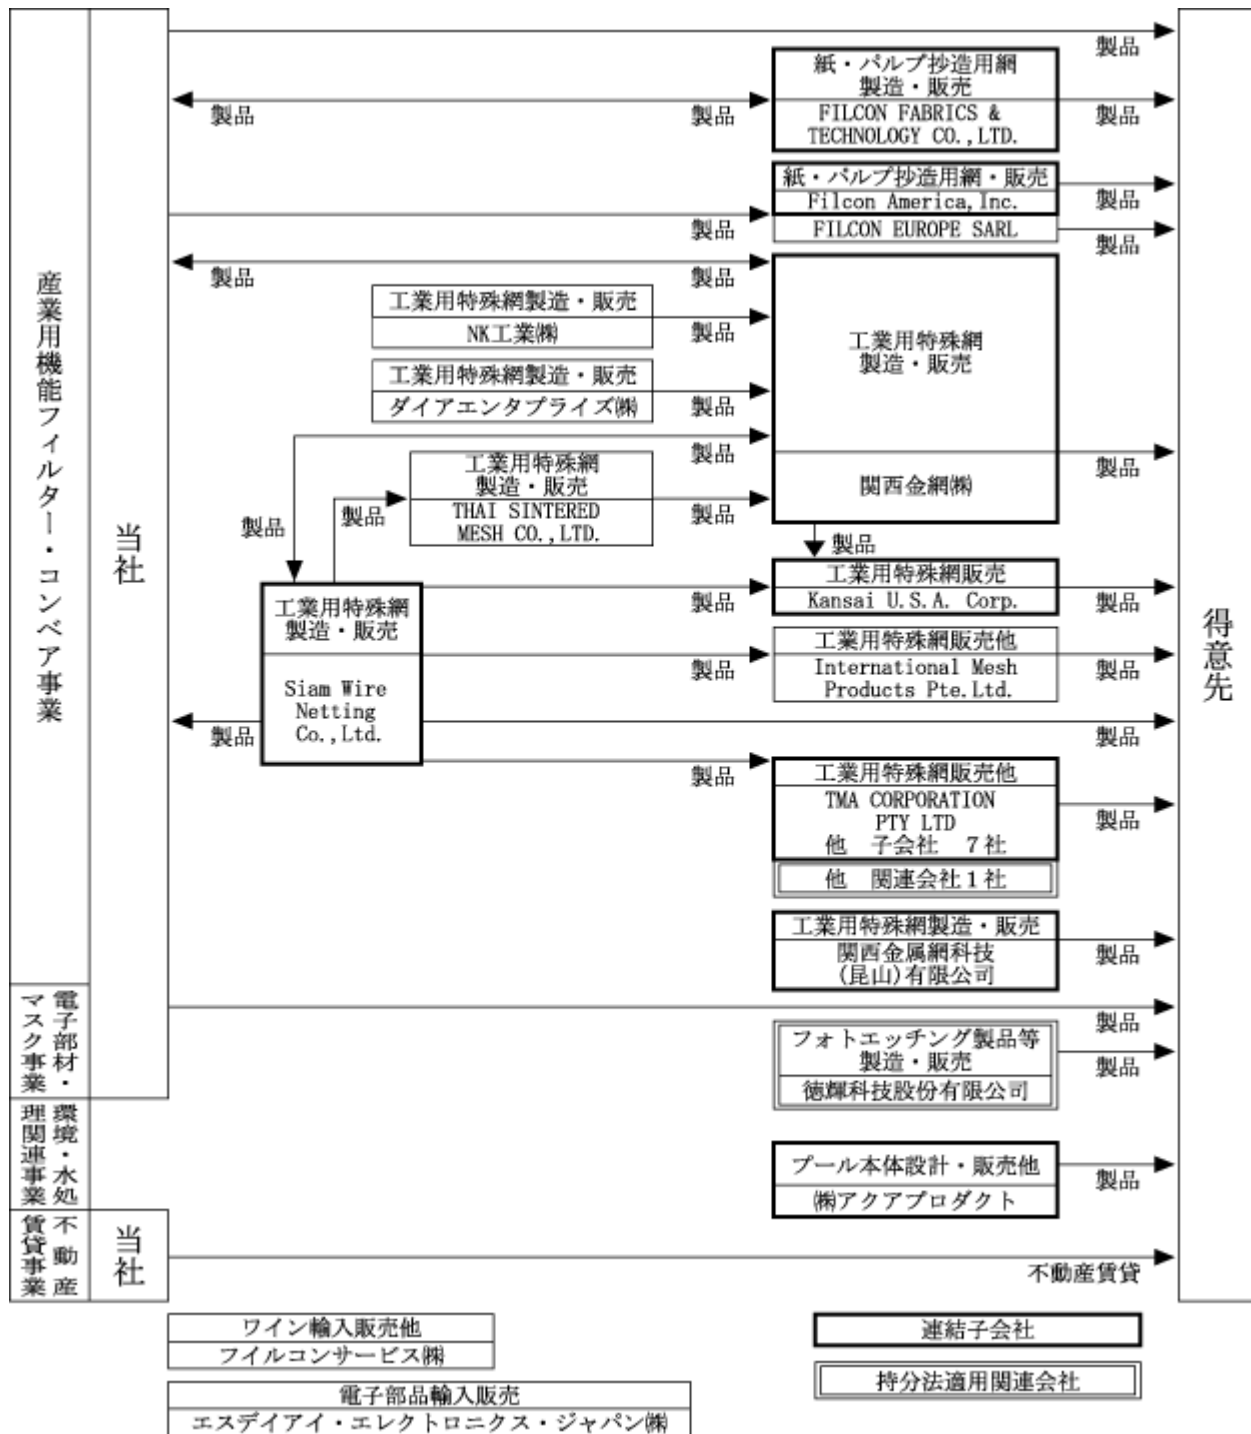 産業用機能フィルター・コンベア事業
電子部材・
マスク事業
環境・水処
理関連事業
不動産
賃貸事業
当社
当社
得意先
製品
紙・パルプ抄造用網
製造・販売
FILCON FABRICS &
TECHNOLOGY CO.,LTD.
製品
製品
製品
紙・パルプ抄造用網・販売
Filcon America,Inc.
FILCON EUROPE SARL
製品
製品
製品
製品
製品
工業用特殊網製造・販売
NK工業㈱
製品
工業用特殊網製造・販売
ダイアエンタプライズ㈱
製品
工業用特殊網
製造・販売
関西金網㈱
製品
製品
工業用特殊網
製造・販売
THAI SINTERED
MESH CO.,LTD.
製品
製品
製品
製品
工業用特殊網販売
Kansai U.S.A. Corp.
製品
製品
工業用特殊網
製造・販売
Siam Wire
Netting
Co.,Ltd.
工業用特殊網販売他
International Mesh
Products Pte.Ltd.
製品
製品
製品
製品
製品
工業用特殊網販売他
TMA CORPORATION
PTY LTD
他 子会社 7社
他 関連会社1社
製品
工業用特殊網製造・販売
関西金属網科技
(昆山)有限公司
製品
製品
フォトエッチング製品等
製造・販売
徳輝科技股份有限公司
製品
プール本体設計・販売他
㈱アクアプロダクト
製品
不動産賃貸
ワイン輸入販売他
フイルコンサービス㈱
電子部品輸入販売
エスデイアイ・エレクトロニクス・ジャパン㈱
連結子会社
持分法適用関連会社